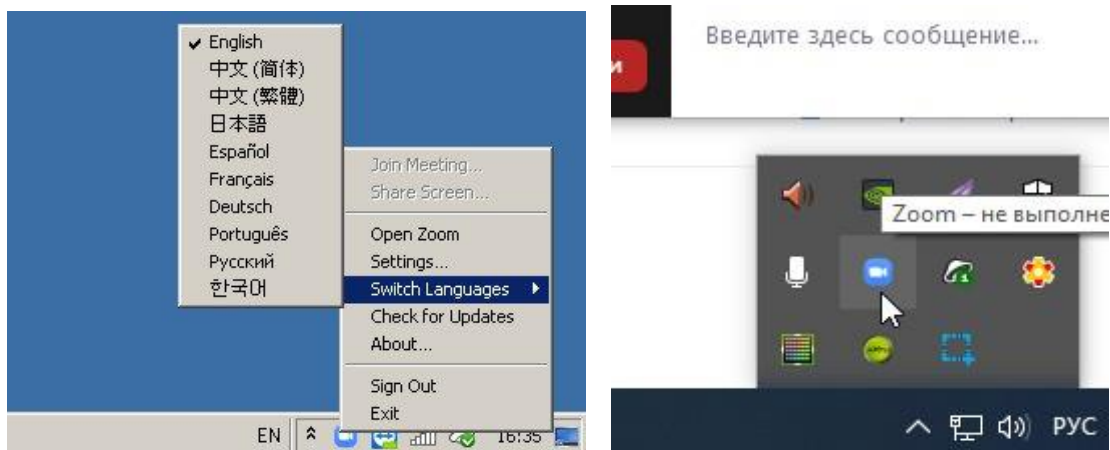 English
中文 (简体)
中文 (繁體)
日本語
Español
Français
Deutsch
Português
Русский
한국어
Join Meeting...
Share Screen...
Open Zoom
Settings...
Switch Languages
Check for Updates
About...
Sign Out
Exit
EN
16:35
Введите здесь сообщение...
и
Zoom – не выполне
РУС